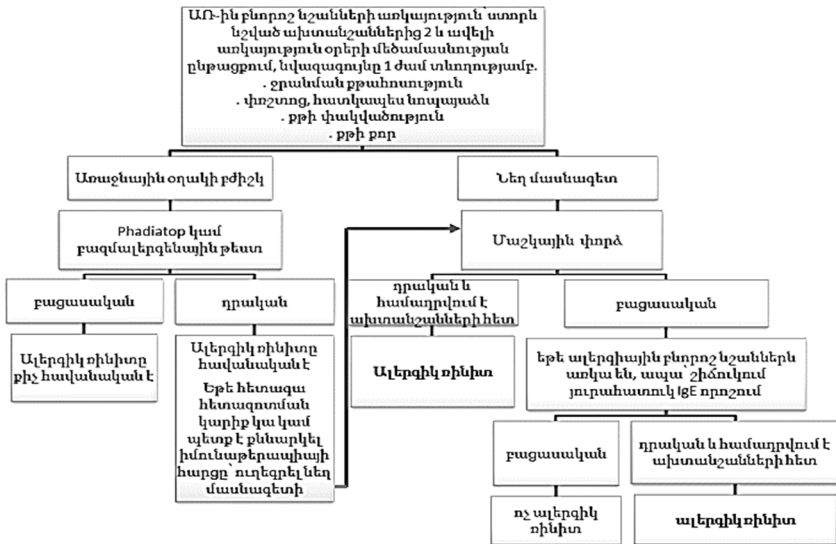 ԱՌ-ին բնորոշ նշանների առկայություն՝ ստորև
նշված ախտանշաններից 2 և ավելի
առկայություն օրերի մեծամասնության
ընթացքում, նվազագույնը 1 ժամ տևողությամբ.
. ջրանման քթահոսություն
. փռշտոց, հատկապես նոպայաձև
. քթի փակվածություն
. քթի քոր
Առաջնային օղակի բժիշկ
Նեղ մասնագետ
Phadiatop կամ
բազմալերգենային թեստ
Մաշկային փորձ
բացասական
դրական
դրական և
համադրվում է
ախտանշանների հետ
բացասական
Ալերգիկ ռինիտը
քիչ հավանական է
Ալերգիկ ռինիտը
հավանական է
Եթե հետագա
հետազոտման
կարիք կա կամ
պետք է քննարկել
իմունաթերապիայի
հարցը՝ ուղեգրել նեղ
մասնագետի
Ալերգիկ ռինիտ
եթե ալերգիային բնորոշ նշաններն
առկա են, ապա՝ շիճուկում
յուրահատուկ IgE որոշում
բացասական
դրական և համադրվում է
ախտանշանների հետ
ոչ ալերգիկ
ռինիտ
ալերգիկ ռինիտ